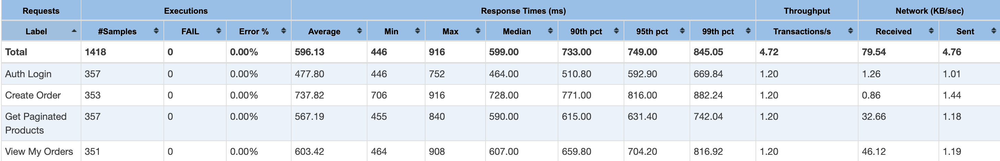 Requests Executions Response Times (ms) Throughput Network (KB/sec)
Label #Samples FAIL Error % Average Min Max Median 90th pct 95th pct 99th pct Transactions/s Received Sent
Total 1418 0 0.00% 596.13 446 916 599.00 733.00 749.00 845.05 4.72 79.54 4.76
Auth Login 357 0 0.00% 477.80 446 752 464.00 510.80 592.90 669.84 1.20 1.26 1.01
Create Order 353 0 0.00% 737.82 706 916 728.00 771.00 816.00 882.24 1.20 0.86 1.44
Get Paginated 357 0 0.00% 567.19 455 840 590.00 615.00 631.40 742.04 1.20 32.66 1.18
Products
View My Orders 351 0 0.00% 603.42 464 908 607.00 659.80 704.20 816.92 1.20 46.12 1.19